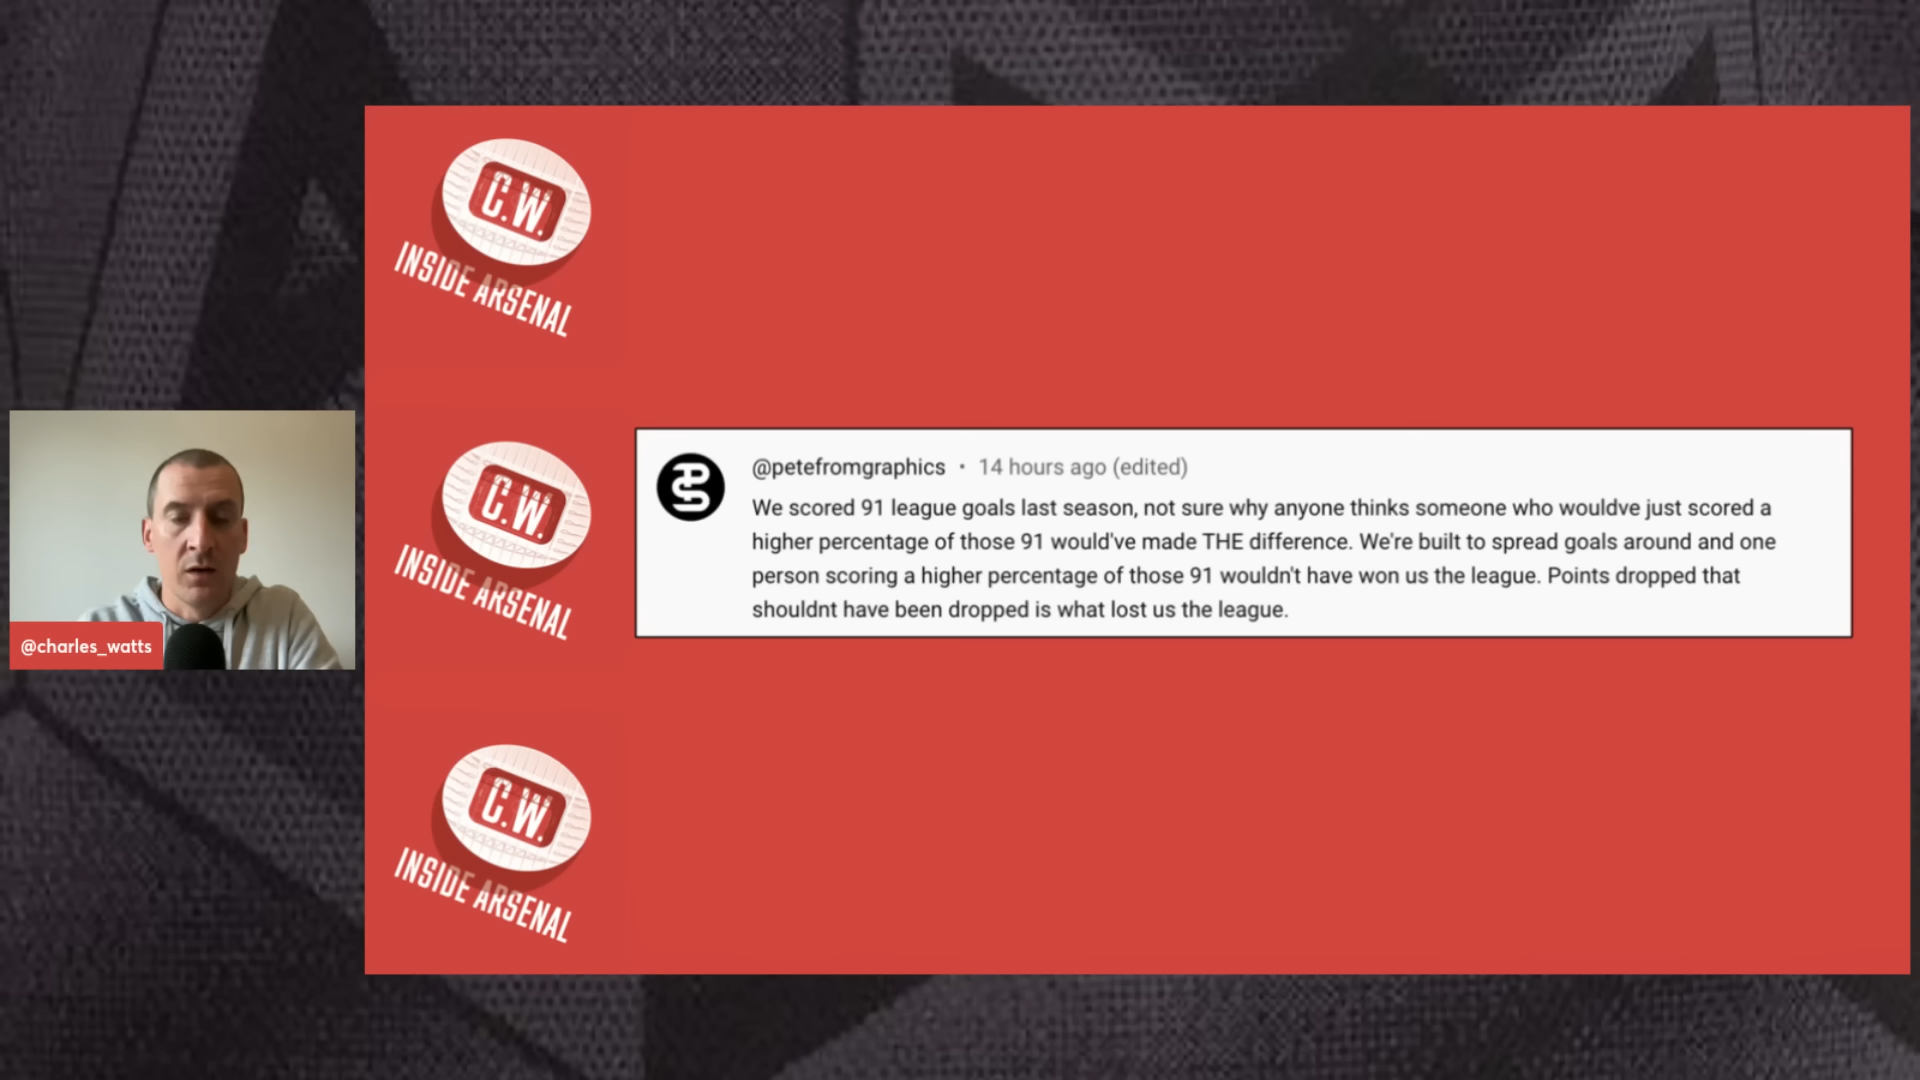 C.W.
INSIDE ARSENAL
@petefromgraphics • 14 hours ago (edited)
We scored 91 league goals last season, not sure why anyone thinks someone who wouldve just scored a
higher percentage of those 91 would've made THE difference. We're built to spread goals around and one
person scoring a higher percentage of those 91 wouldn't have won us the league. Points dropped that
shouldnt have been dropped is what lost us the league.
C.W.
INSIDE ARSENAL
@charles_watts
C.W.
INSIDE ARSENAL